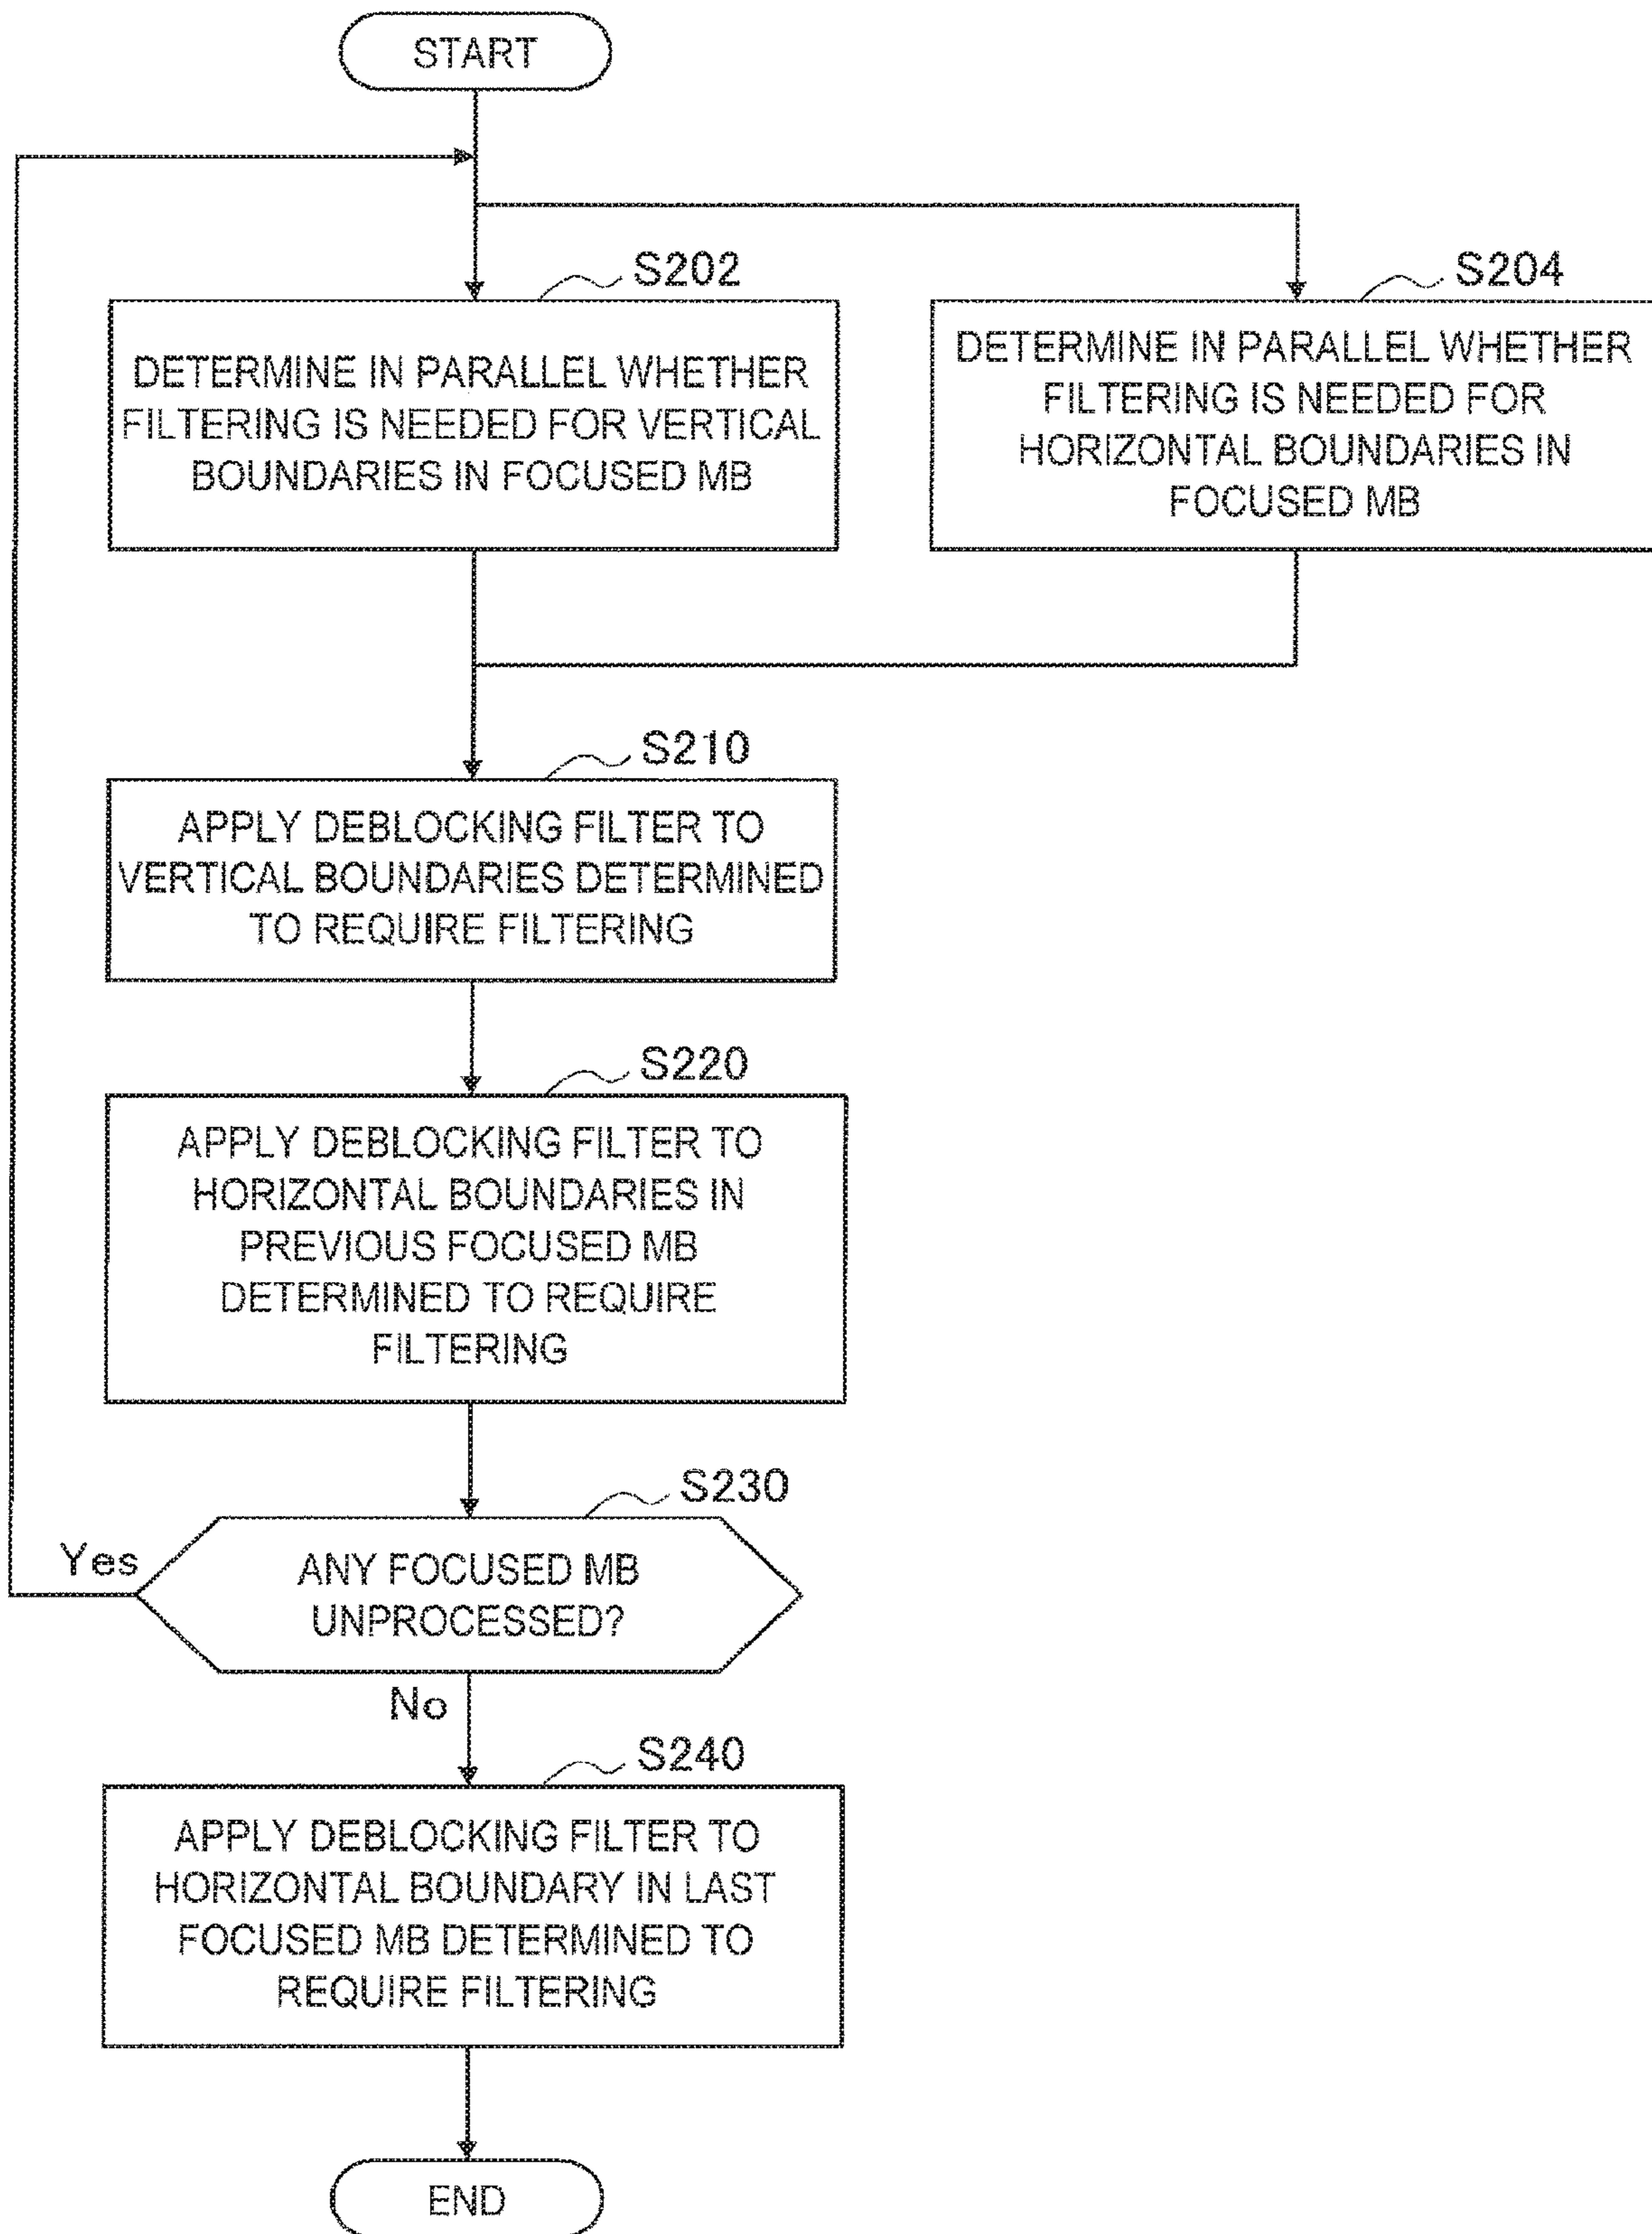 START
S202
DETERMINE IN PARALLEL WHETHER
FILTERING IS NEEDED FOR VERTICAL
BOUNDARIES IN FOCUSED MB
S204
DETERMINE IN PARALLEL WHETHER
FILTERING IS NEEDED FOR
HORIZONTAL BOUNDARIES IN
FOCUSED MB
S210
APPLY DEBLOCKING FILTER TO
VERTICAL BOUNDARIES DETERMINED
TO REQUIRE FILTERING
S220
APPLY DEBLOCKING FILTER TO
HORIZONTAL BOUNDARIES IN
PREVIOUS FOCUSED MB
DETERMINED TO REQUIRE
FILTERING
S230
Yes
ANY FOCUSED MB
UNPROCESSED?
No
S240
APPLY DEBLOCKING FILTER TO
HORIZONTAL BOUNDARY IN LAST
FOCUSED MB DETERMINED TO
REQUIRE FILTERING
END